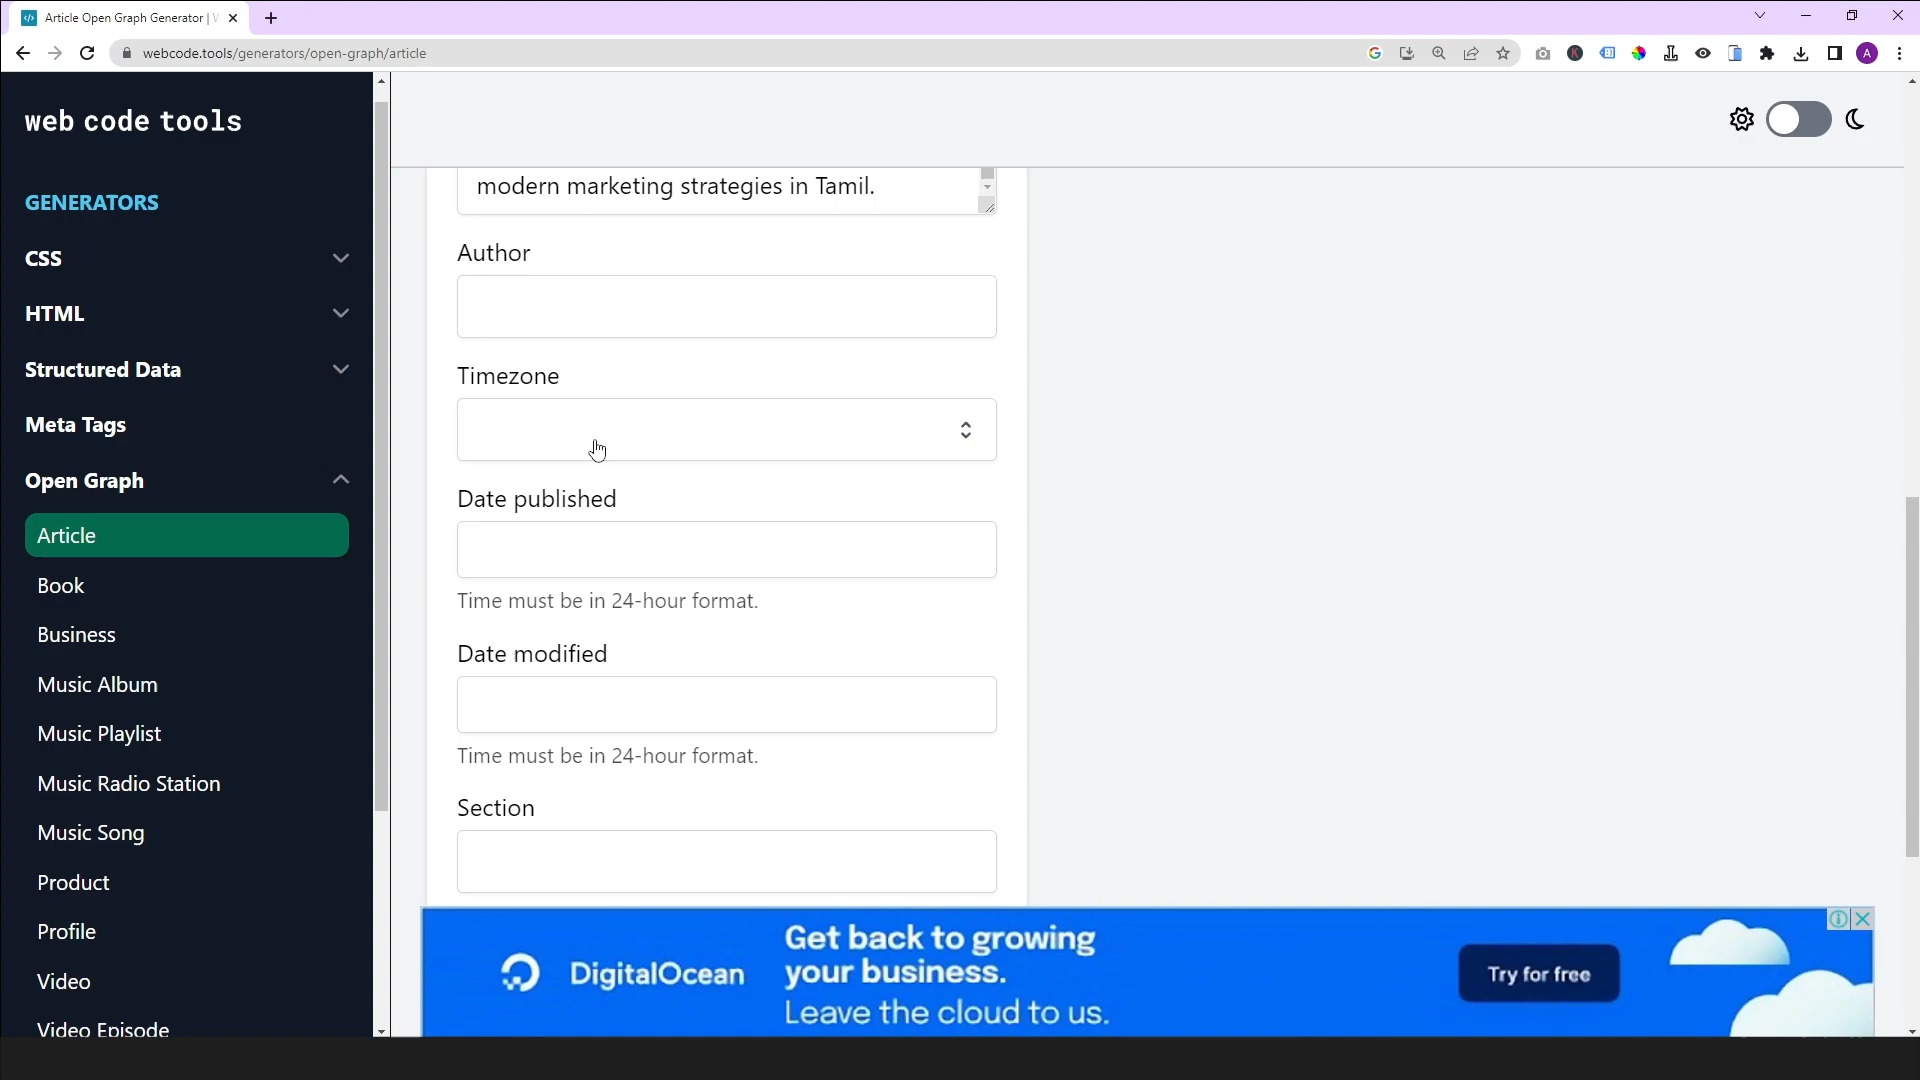 Article Open Graph Generator |
webcode.tools/generators/open-graph/article
A
web code tools
GENERATORS
CSS
HTML
Structured Data
Meta Tags
Open Graph
Article
Book
Business
Music Album
Music Playlist
Music Radio Station
Music Song
Product
Profile
Video
Video Episode
modern marketing strategies in Tamil.
Author
Timezone
Date published
Time must be in 24-hour format.
Date modified
Time must be in 24-hour format.
Section
DigitalOcean
Get back to growing
your business.
Leave the cloud to us.
Try for free